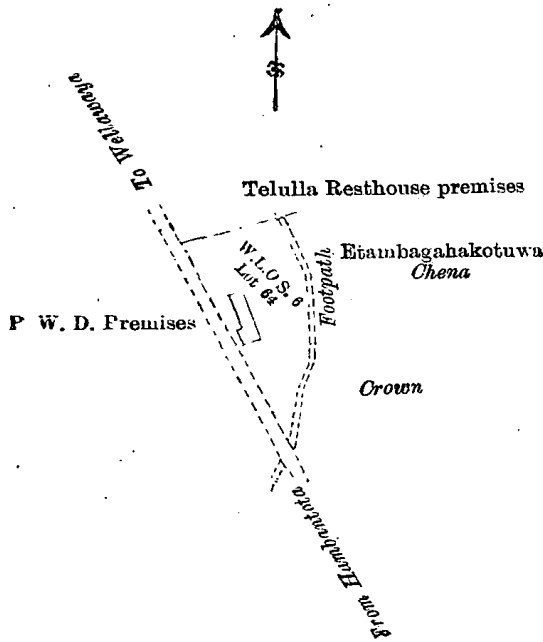 To Wellawaya
Telulla Resthouse premises
W.L.O S. 6
Lot 64
Footpath
Etambagahakotuwa
Chena
P W. D. Premises
Crown
From Hambantota